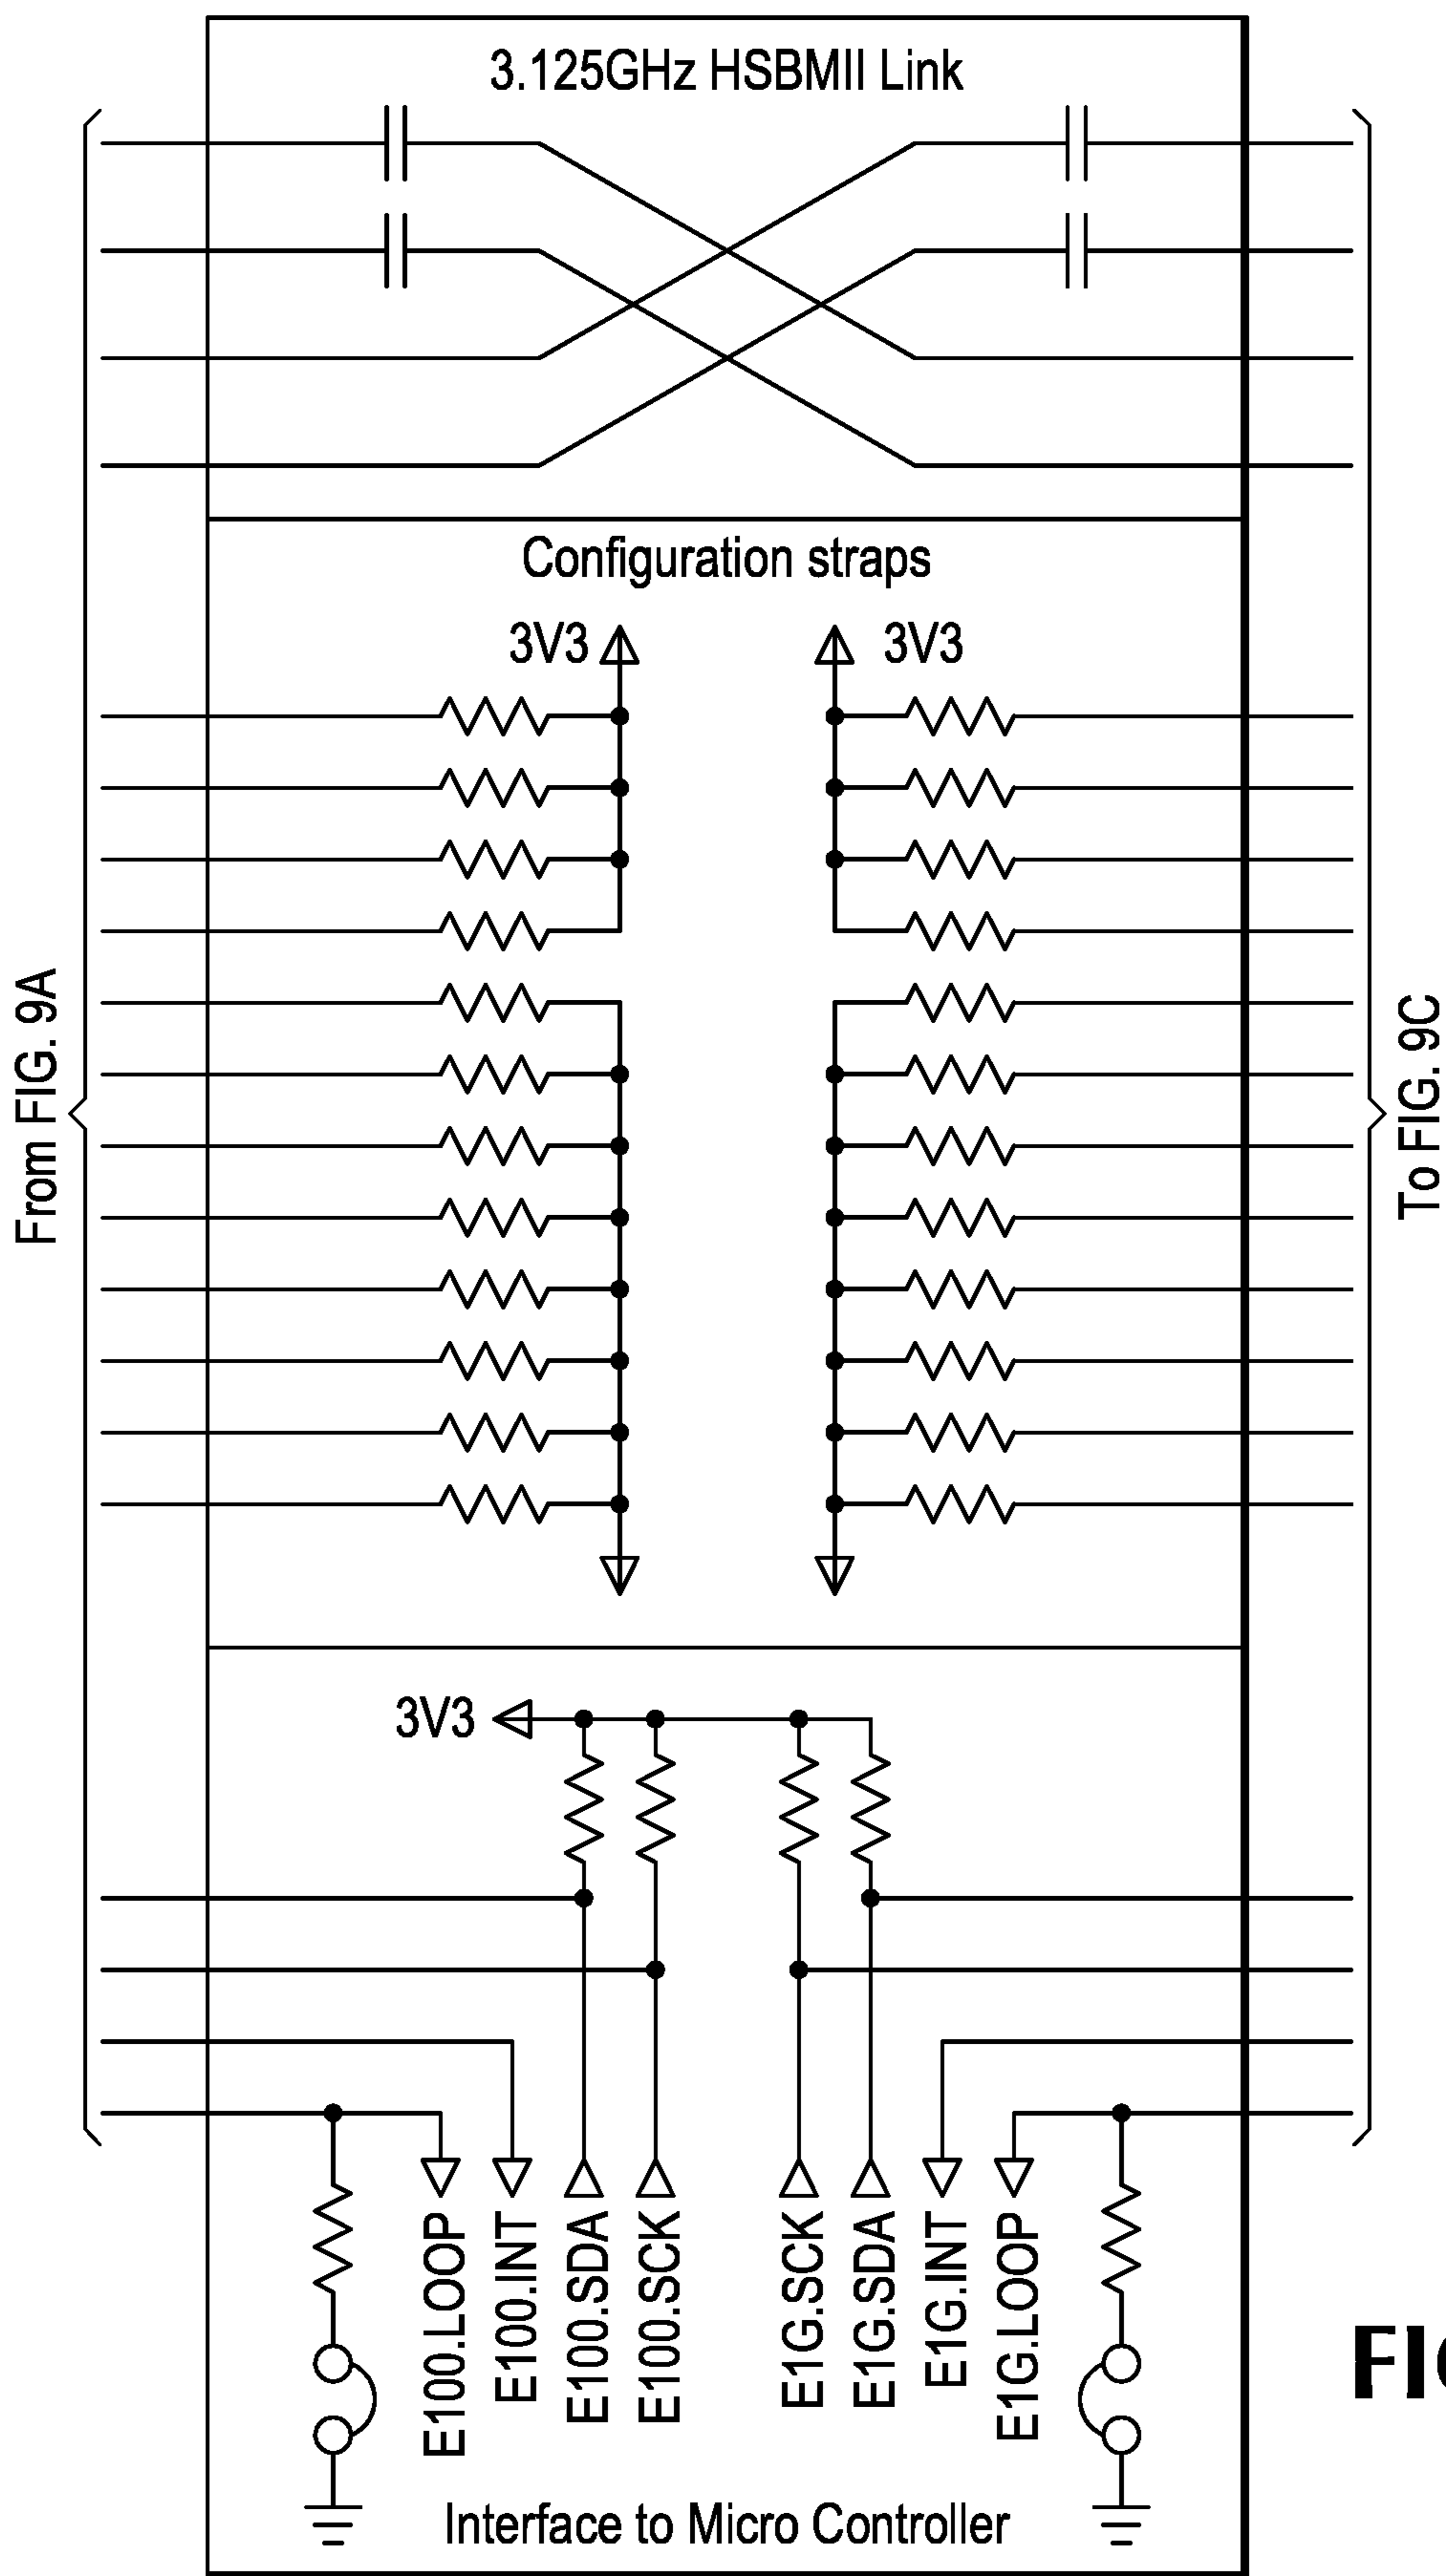 3.125GHz HSBMII Link
Configuration straps
3V3
3V3
From FIG. 9A
To FIG. 9C
3V3
E100.LOOP
E100.INT
E100.SDA
E100.SCK
E1G.SCK
E1G.SDA
E1G.INT
E1G.LOOP
Interface to Micro Controller